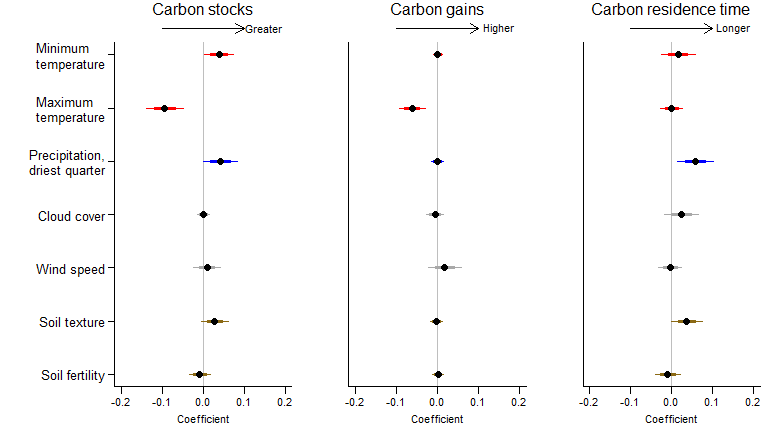 Carbon stocks
Carbon gains
Carbon residence time
Greater
Higher
Longer
Minimum
temperature
Maximum
temperature
Precipitation,
driest quarter
Cloud cover
Wind speed
Soil texture
Soil fertility
-0.2 -0.1 0.0 0.1 0.2
-0.2 -0.1 0.0 0.1 0.2
-0.2 -0.1 0.0 0.1 0.2
Coefficient
Coefficient
Coefficient